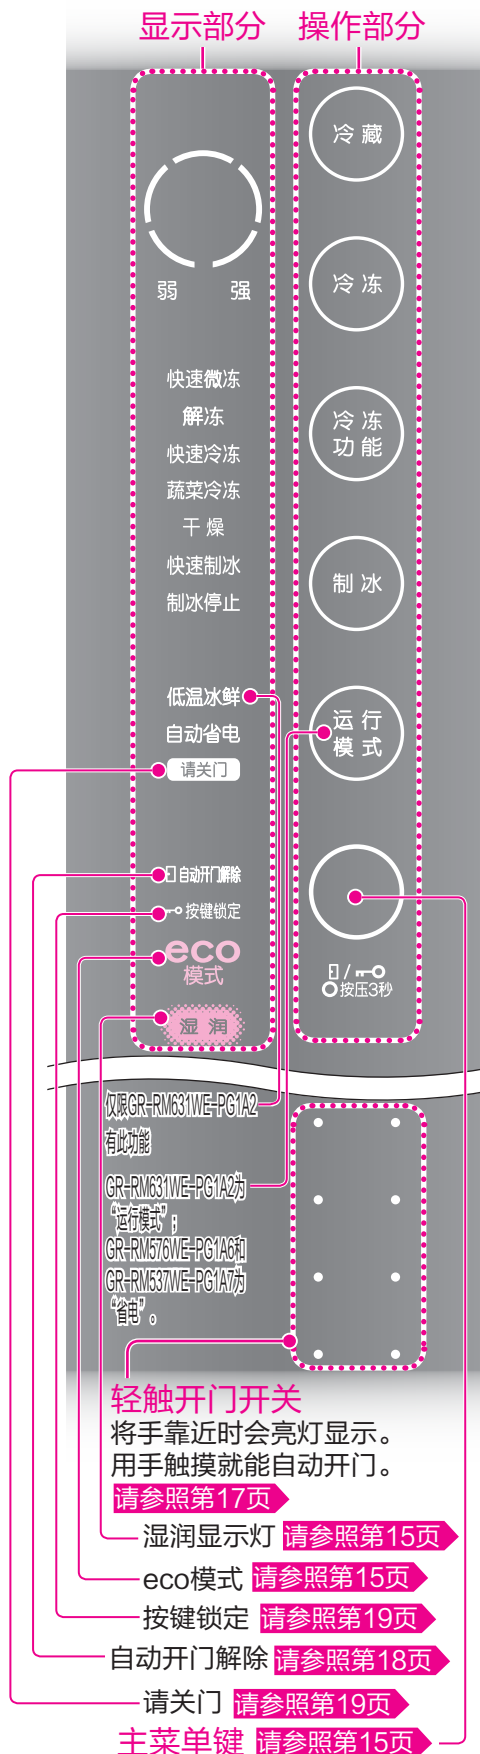 显示部分 操作部分
冷藏
弱 强
冷冻
快速微冻
解冻
快速冷冻
蔬菜冷冻
干燥
快速制冰
制冰停止
冷冻
功能
制冰
低温冰鲜
自动省电
请关门
运行
模式
自动开门解除
按键锁定
eco
模式
湿润
/
按压3秒
仅限GR-RM631WE-PG1A2
有此功能
GR-RM631WE-PG1A2为
“运行模式”；
GR-RM576WE-PG1A6和
GR-RM537WE-PG1A7为
“省电”。
轻触开门开关
将手靠近时会亮灯显示。
用手触摸就能自动开门。
请参照第17页
湿润显示灯 请参照第15页
eco模式 请参照第15页
按键锁定 请参照第19页
自动开门解除 请参照第18页
请关门 请参照第19页
主菜单键 请参照第15页